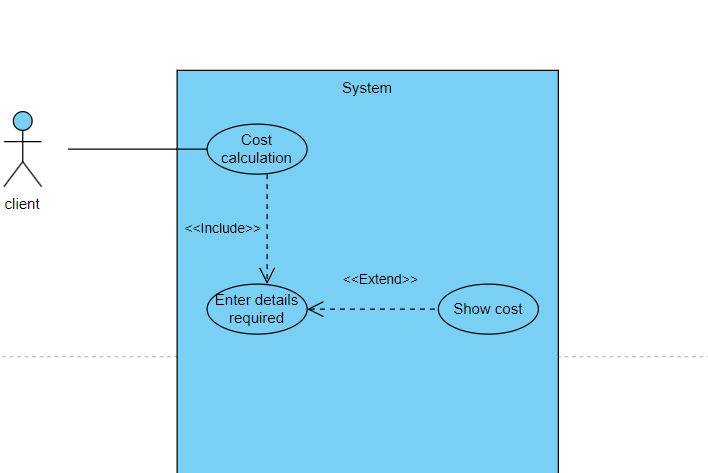 System
Cost
calculation
client
<<Include>>
<<Extend>>
Enter details
required
Show cost